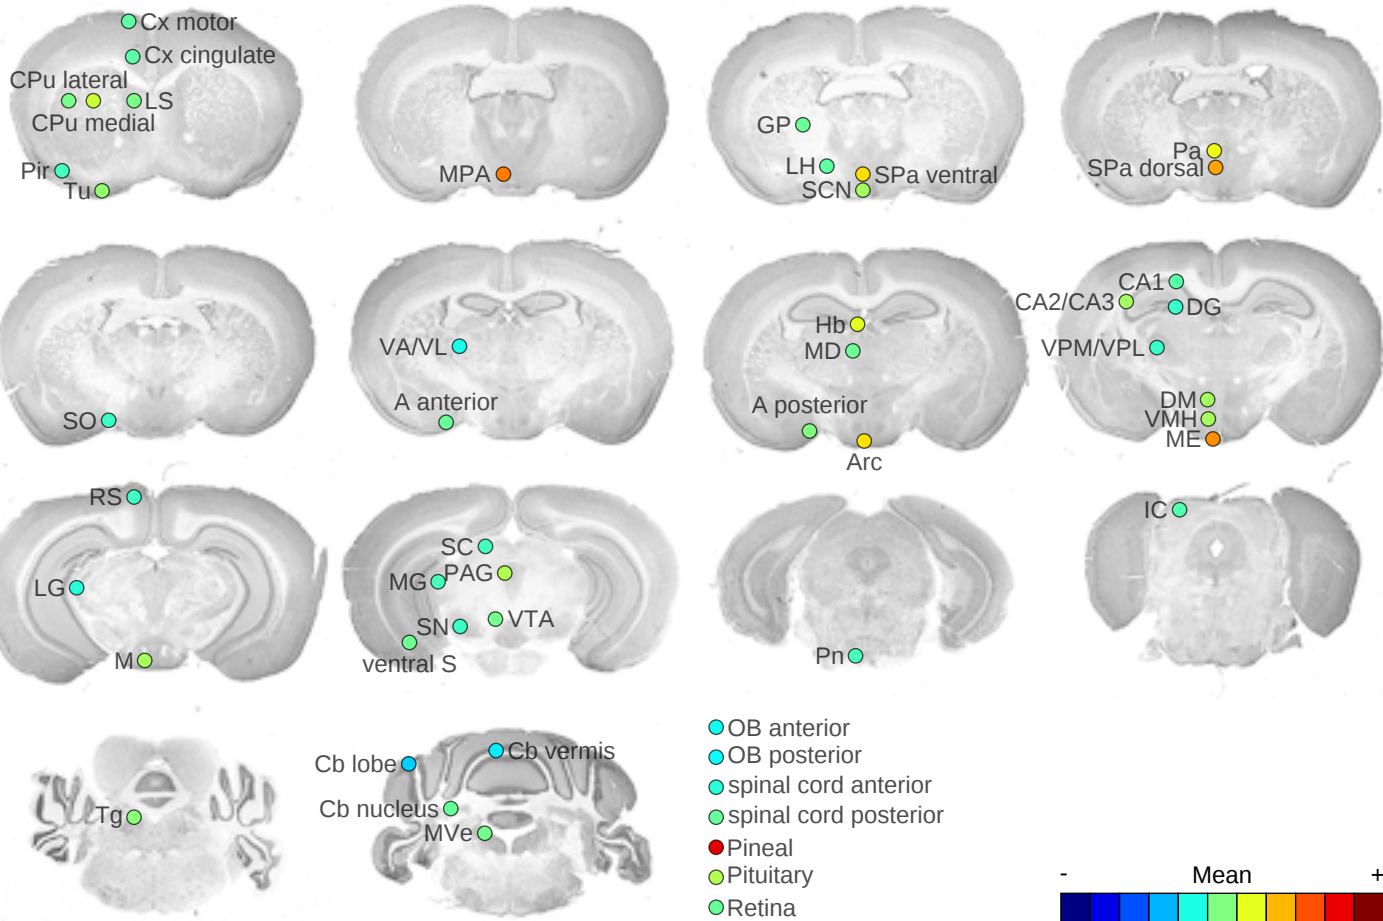 Cx motor
Cx cingulate
CPu lateral
LS
CPu medial
Pir
Tu
MPA
GP
LH
SPa ventral
SCN
Pa
SPa dorsal
SO
VA/VL
A anterior
Hb
MD
A posterior
Arc
CA1
CA2/CA3
DG
VPM/VPL
DM
VMH
ME
RS
LG
M
SC
MG
PAG
SN
VTA
ventral S
Pn
IC
Tg
Cb lobe
Cb vermis
Cb nucleus
MVe
OB anterior
OB posterior
spinal cord anterior
spinal cord posterior
Pineal
Pituitary
Retina
- Mean +